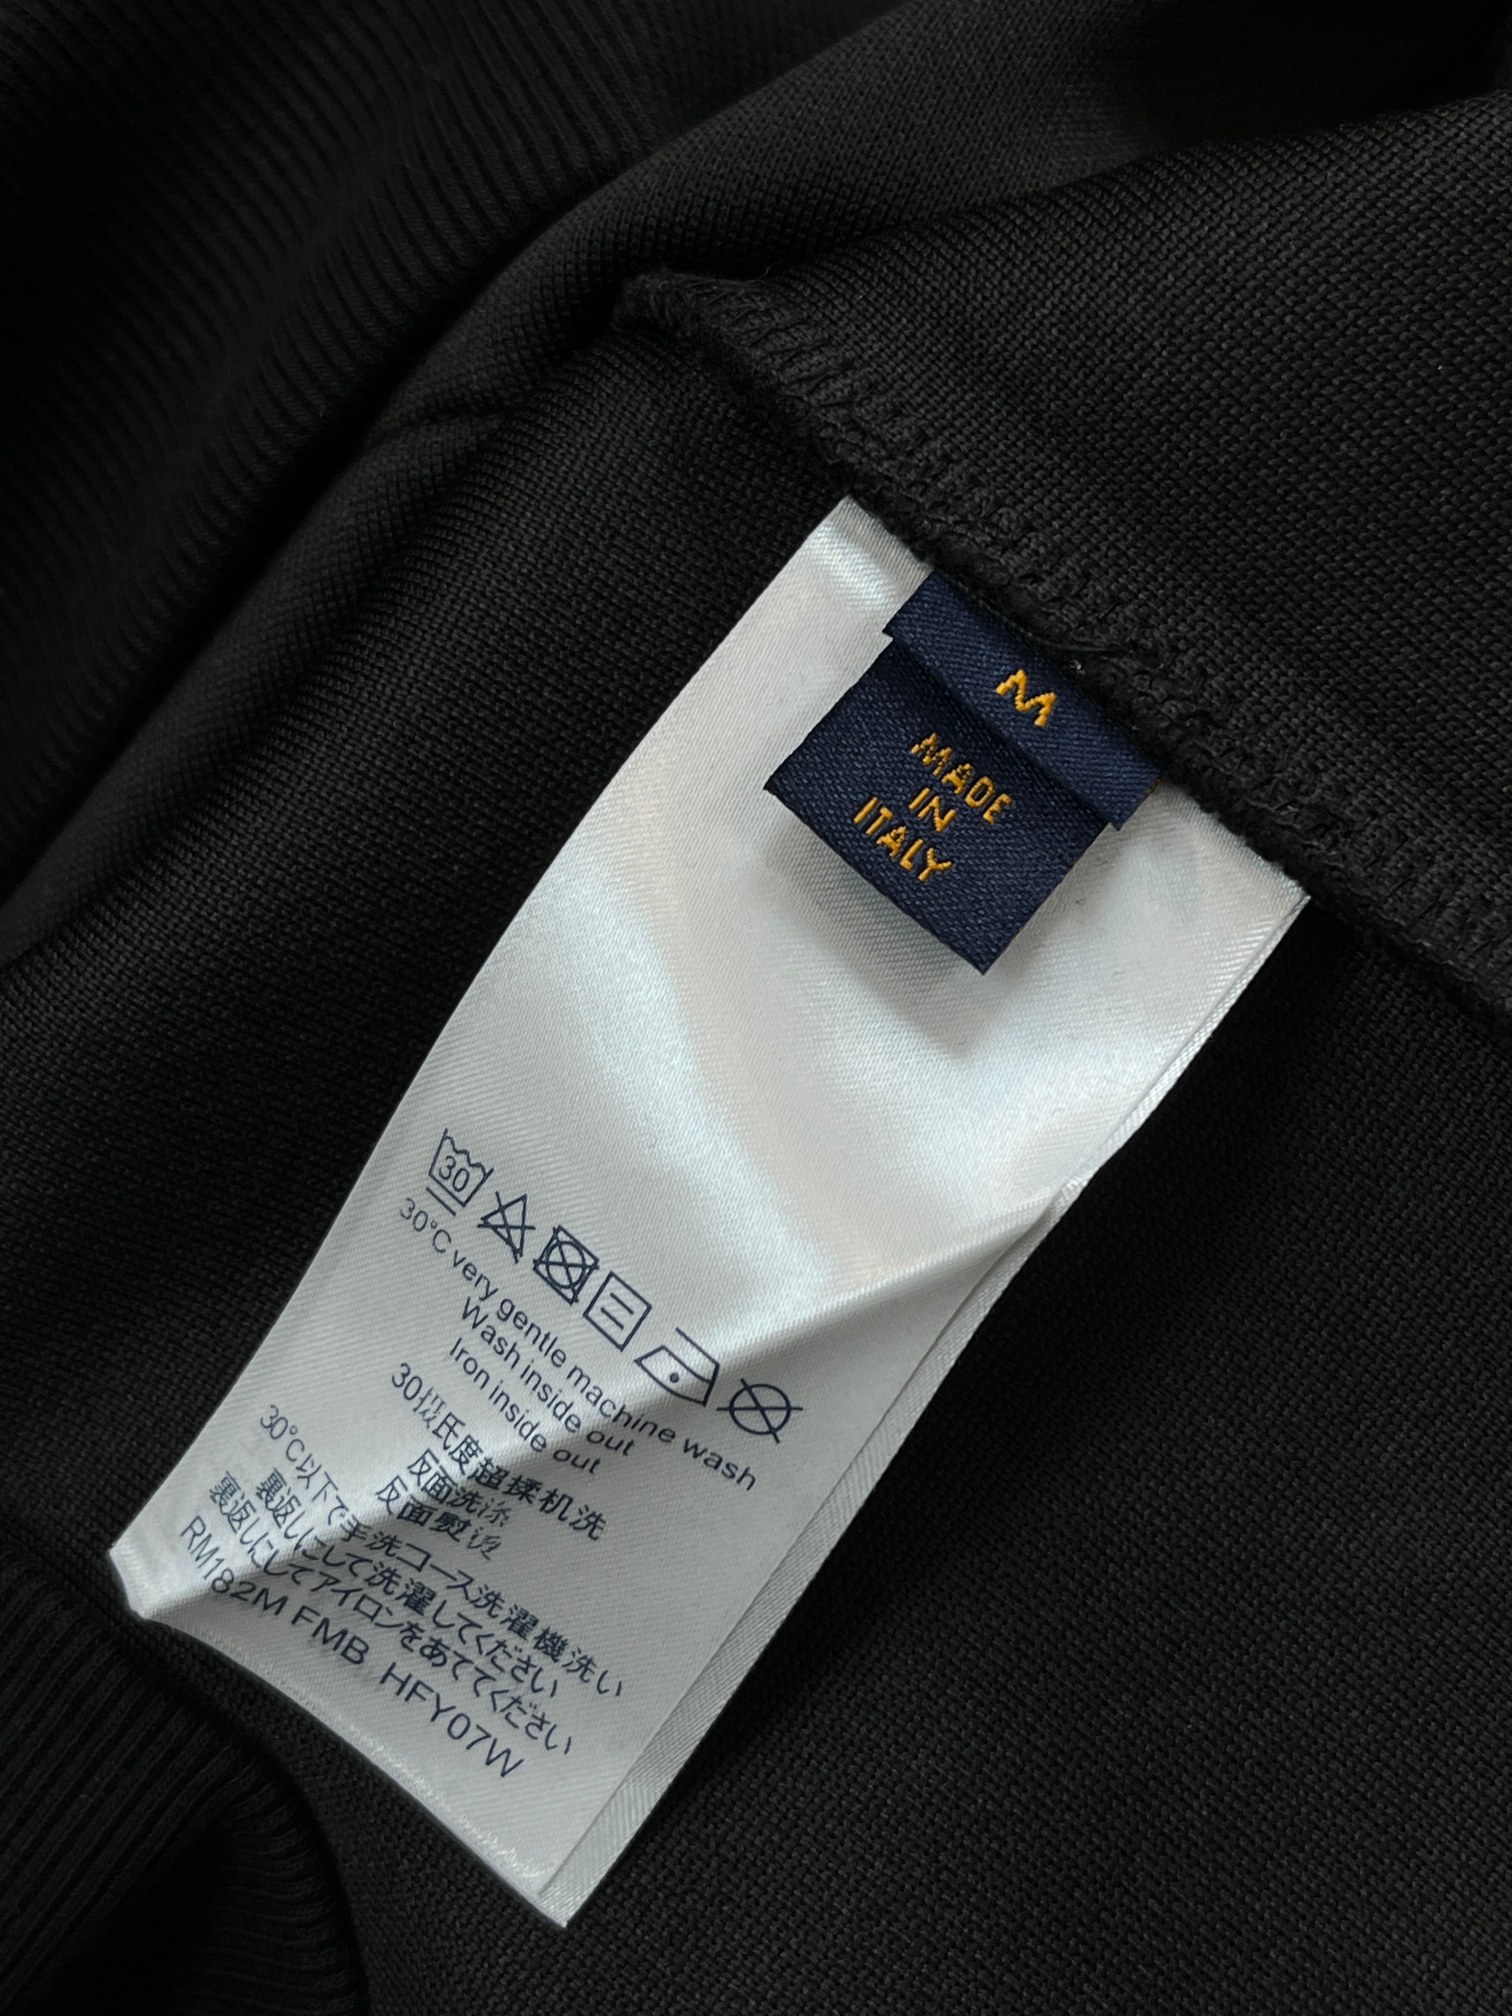 M
MADE
IN
ITALY
30
30°C very gentle machine wash
Wash inside out
Iron inside out
30摄氏度超揉机洗
反面洗涤
反面熨烫
30°C以下で手洗コース洗濯機洗い
裏返しにして洗濯してください
裏返しにしてアイロンをあててください
RM182M FMB HFY07W